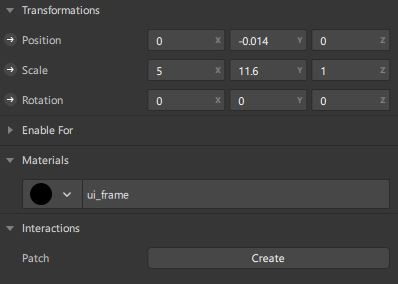 Transformations
Position 0 X -0.014 Y 0 Z
Scale 5 X 11.6 Y 1 Z
Rotation 0 X 0 Y 0 Z
Enable For
Materials
ui_frame
Interactions
Patch Create